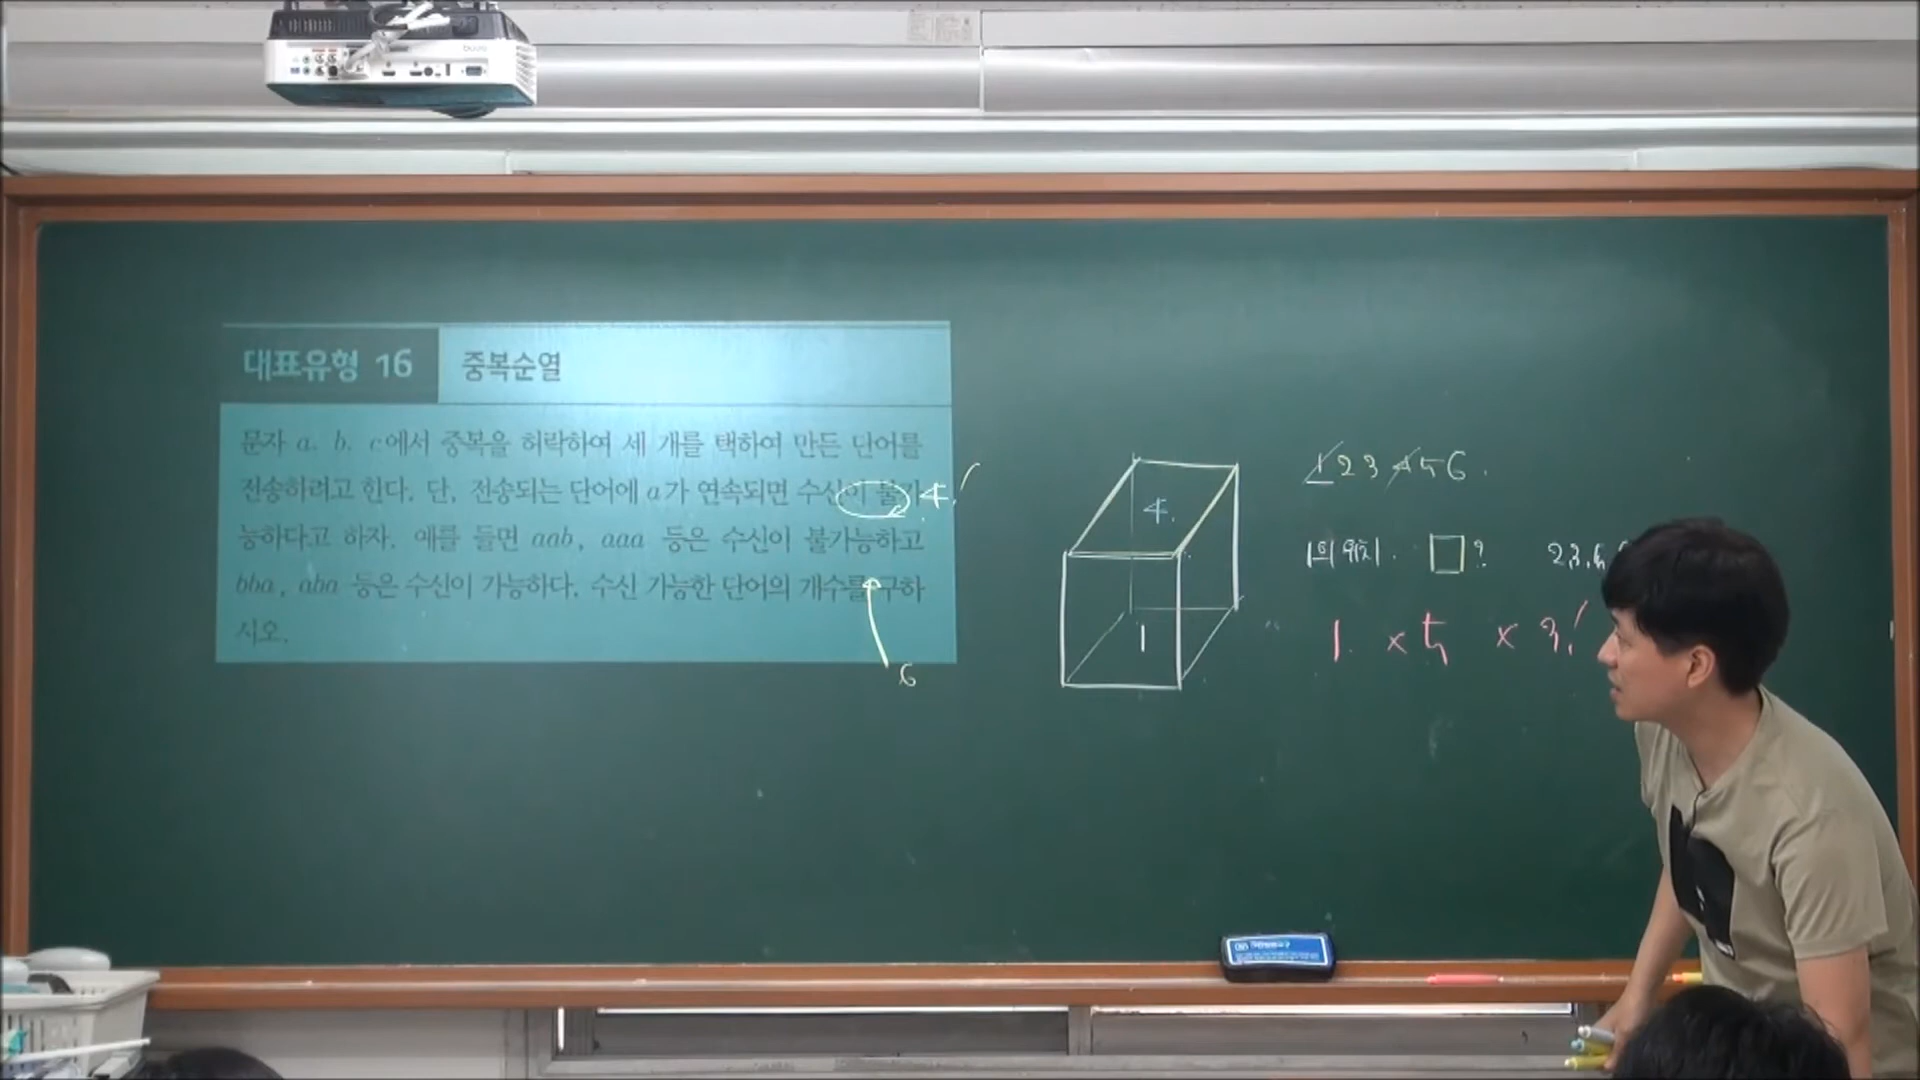 대표유형 16 중복순열
문자 a, b, c에서 중복을 허락하여 세 개를 택하여 만든 단어를
전송하려고 한다. 단, 전송되는 단어에 a가 연속되면 수신이 불가
능하다고 하자. 예를 들면 aab, aaa 등은 수신이 불가능하고
bba, aba 등은 수신이 가능하다. 수신 가능한 단어의 개수를 구하
시오.
4!
6
4.
1
1 2 3 4 5 6
1의 위치. □?
1. × 5 × 3!